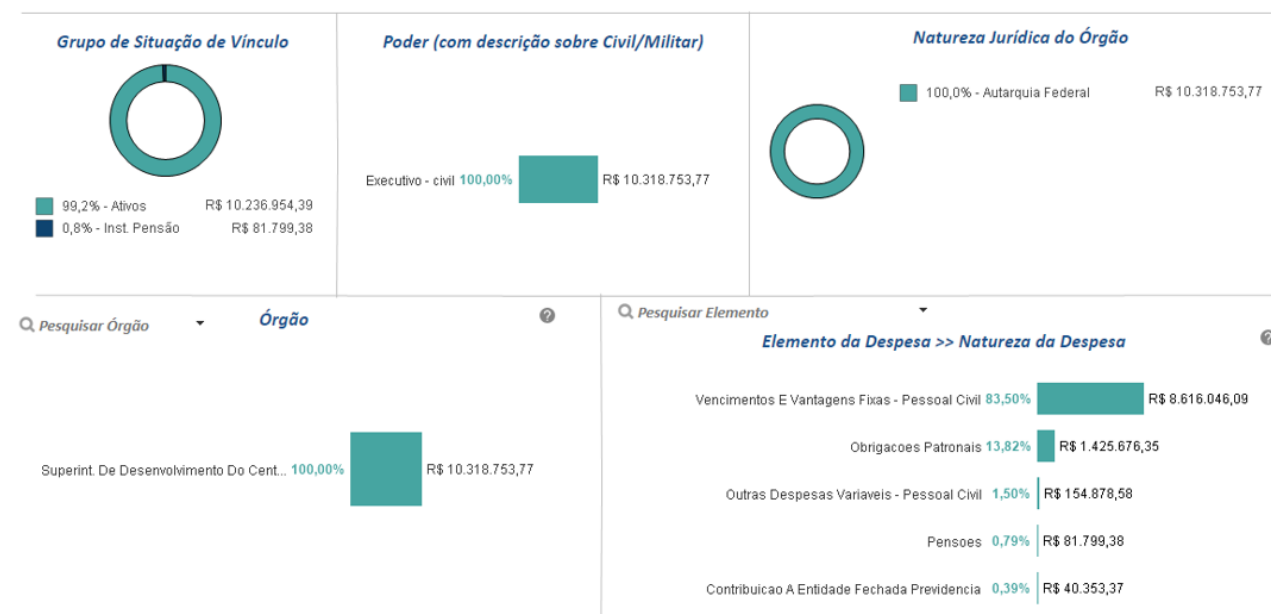 Grupo de Situação de Vínculo
99,2% - Ativos R$ 10.236.954,39
0,8% - Inst. Pensão R$ 81.799,38
Poder (com descrição sobre Civil/Militar)
Executivo - civil 100,00% R$ 10.318.753,77
Natureza Jurídica do Órgão
100,0% - Autarquia Federal R$ 10.318.753,77
Pesquisar Órgão
Órgão
?
Superint. De Desenvolvimento Do Cent... 100,00% R$ 10.318.753,77
Pesquisar Elemento
Elemento da Despesa >> Natureza da Despesa
?
Vencimentos E Vantagens Fixas - Pessoal Civil 83,50% R$ 8.616.046,09
Obrigacoes Patronais 13,82% R$ 1.425.676,35
Outras Despesas Variaveis - Pessoal Civil 1,50% R$ 154.878,58
Pensoes 0,79% R$ 81.799,38
Contribuicao A Entidade Fechada Previdencia 0,39% R$ 40.353,37